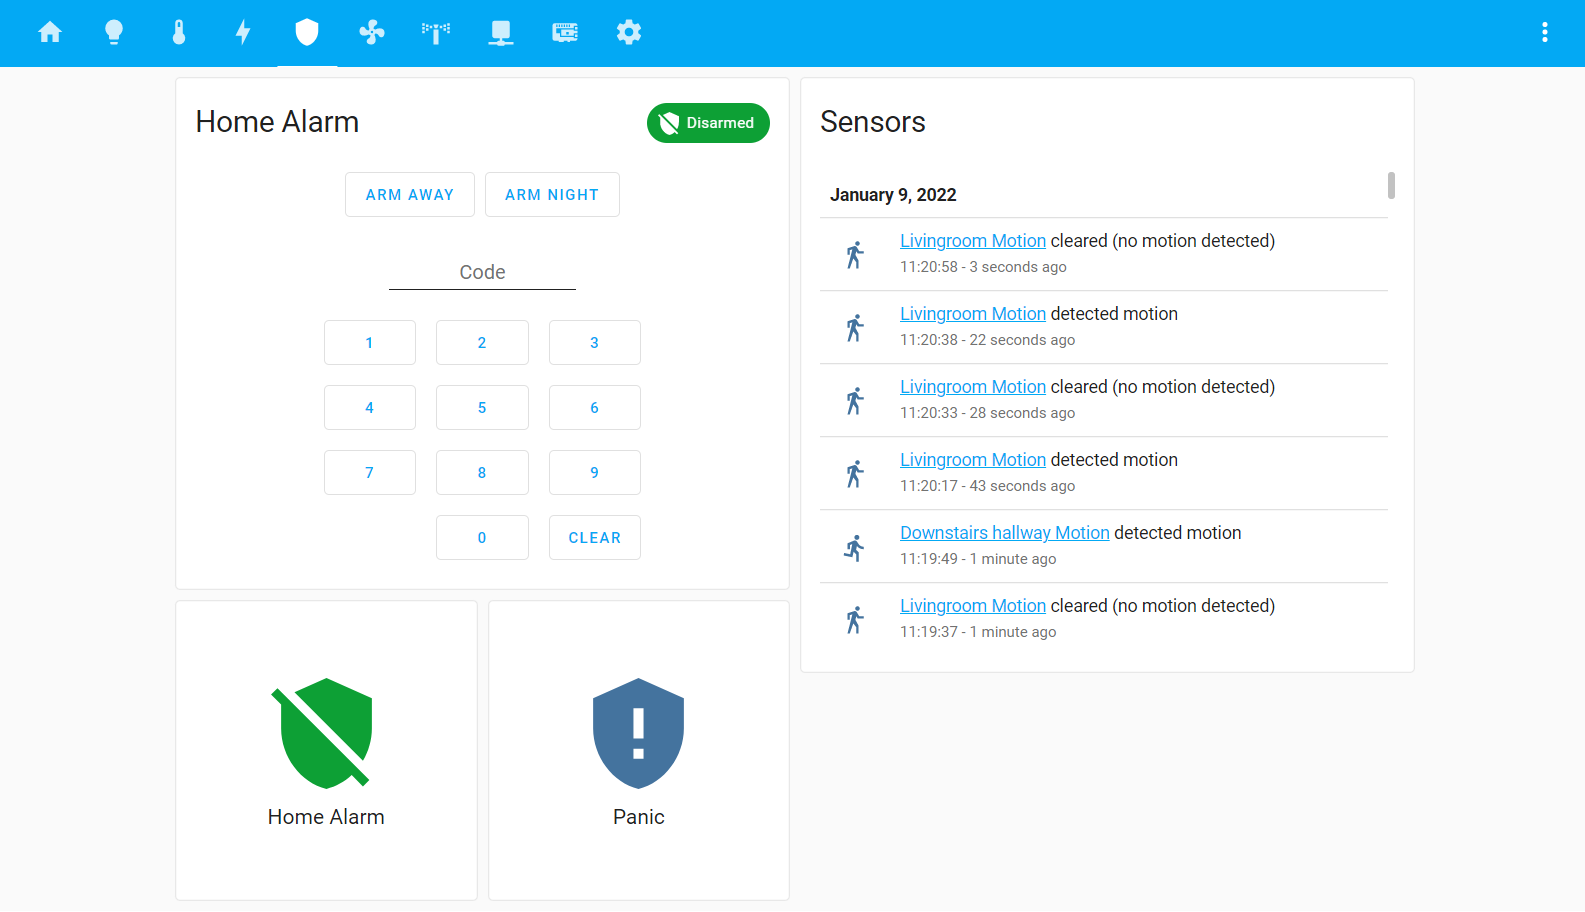 Home Alarm
Disarmed
ARM AWAY
ARM NIGHT
Code
1 2 3
4 5 6
7 8 9
0 CLEAR
Home Alarm
Panic
Sensors
January 9, 2022
Livingroom Motion cleared (no motion detected)
11:20:58 - 3 seconds ago
Livingroom Motion detected motion
11:20:38 - 22 seconds ago
Livingroom Motion cleared (no motion detected)
11:20:33 - 28 seconds ago
Livingroom Motion detected motion
11:20:17 - 43 seconds ago
Downstairs hallway Motion detected motion
11:19:49 - 1 minute ago
Livingroom Motion cleared (no motion detected)
11:19:37 - 1 minute ago